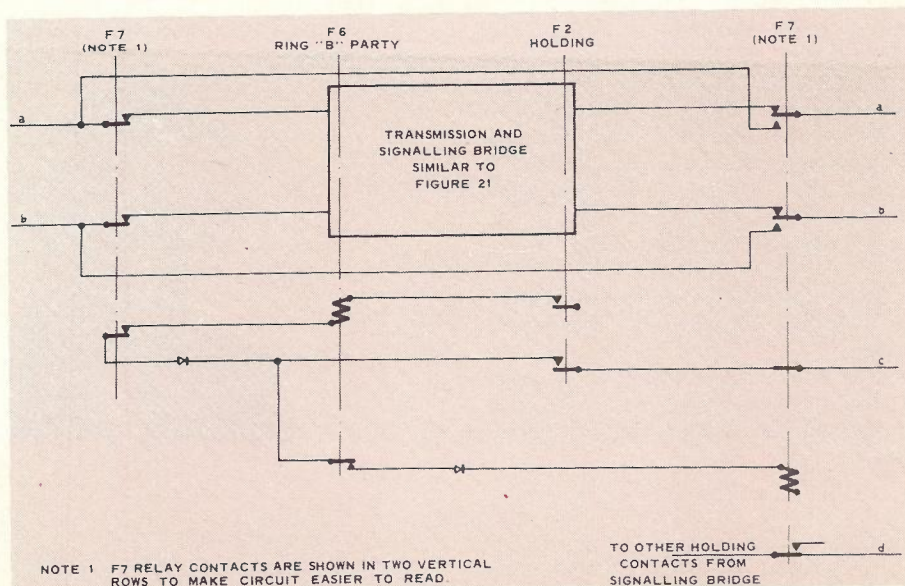 F7
(NOTE 1)
F6
RING "B" PARTY
F2
HOLDING
F7
(NOTE 1)
a
a
TRANSMISSION AND
SIGNALLING BRIDGE
SIMILAR TO
FIGURE 21
b
b
c
TO OTHER HOLDING
CONTACTS FROM
SIGNALLING BRIDGE
d
NOTE 1 F7 RELAY CONTACTS ARE SHOWN IN TWO VERTICAL
ROWS TO MAKE CIRCUIT EASIER TO READ.